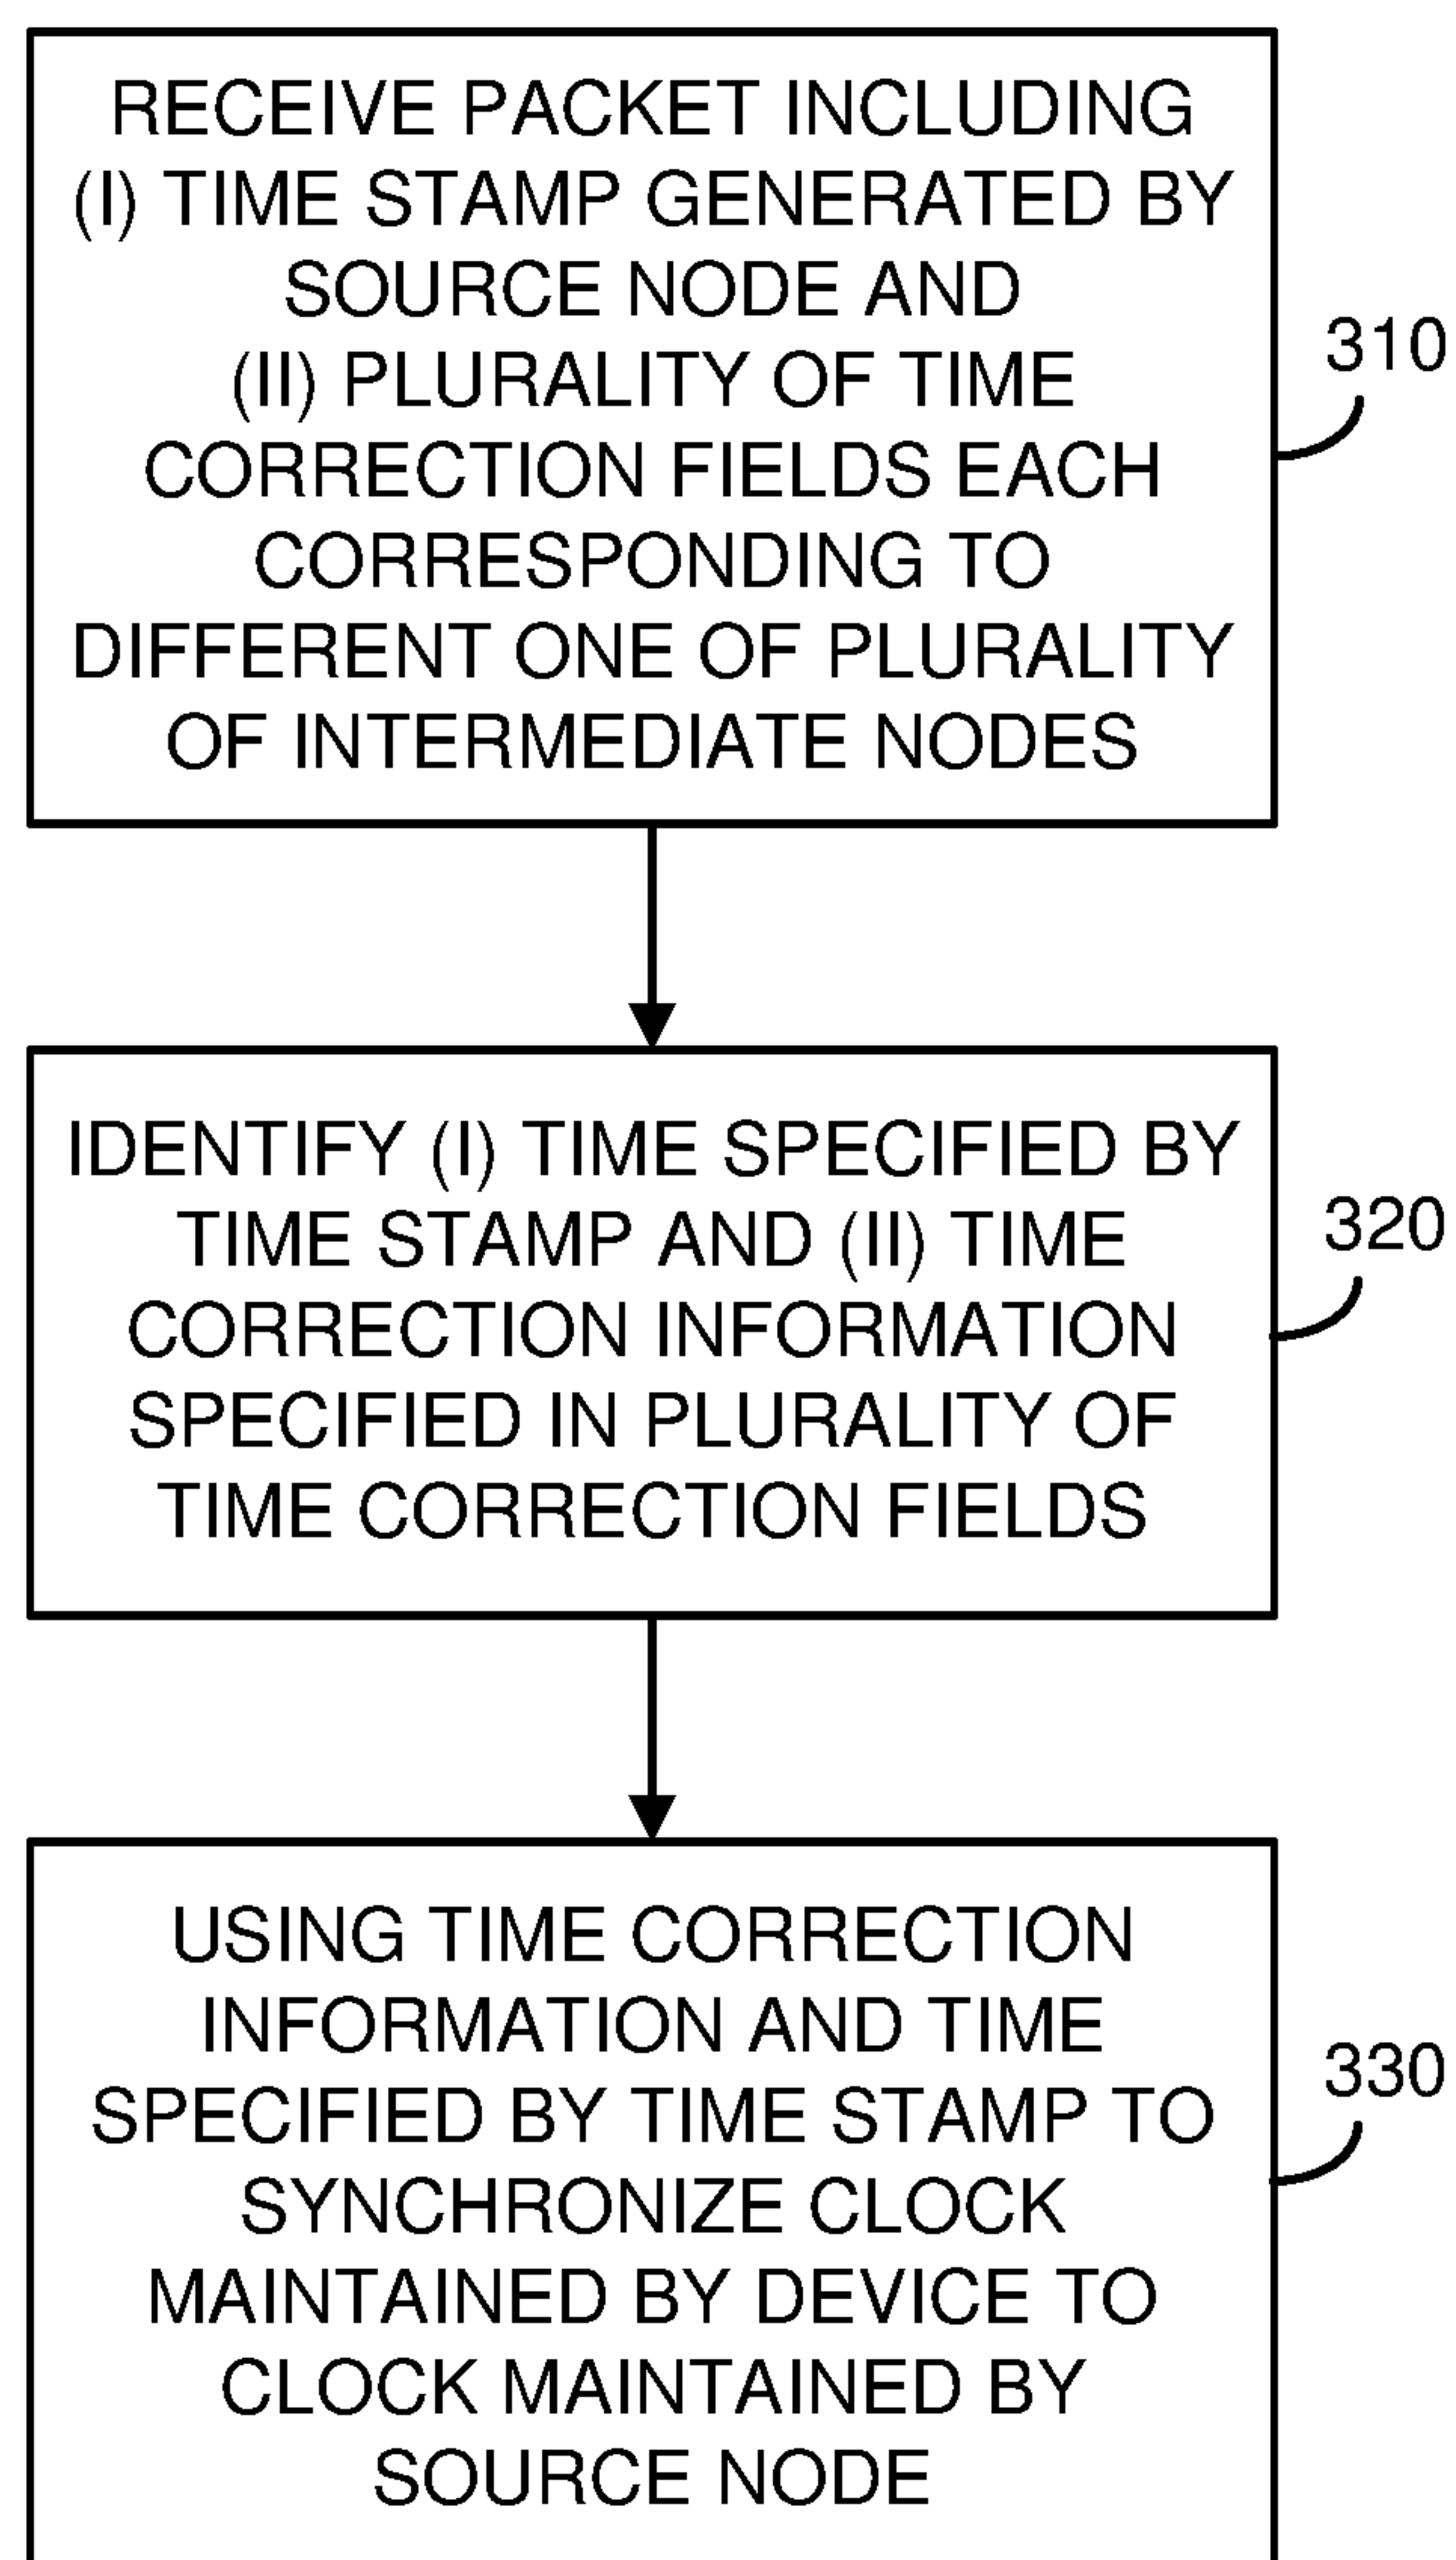 RECEIVE PACKET INCLUDING
(I) TIME STAMP GENERATED BY
SOURCE NODE AND
(II) PLURALITY OF TIME
CORRECTION FIELDS EACH
CORRESPONDING TO
DIFFERENT ONE OF PLURALITY
OF INTERMEDIATE NODES
310
IDENTIFY (I) TIME SPECIFIED BY
TIME STAMP AND (II) TIME
CORRECTION INFORMATION
SPECIFIED IN PLURALITY OF
TIME CORRECTION FIELDS
320
USING TIME CORRECTION
INFORMATION AND TIME
SPECIFIED BY TIME STAMP TO
SYNCHRONIZE CLOCK
MAINTAINED BY DEVICE TO
CLOCK MAINTAINED BY
SOURCE NODE
330